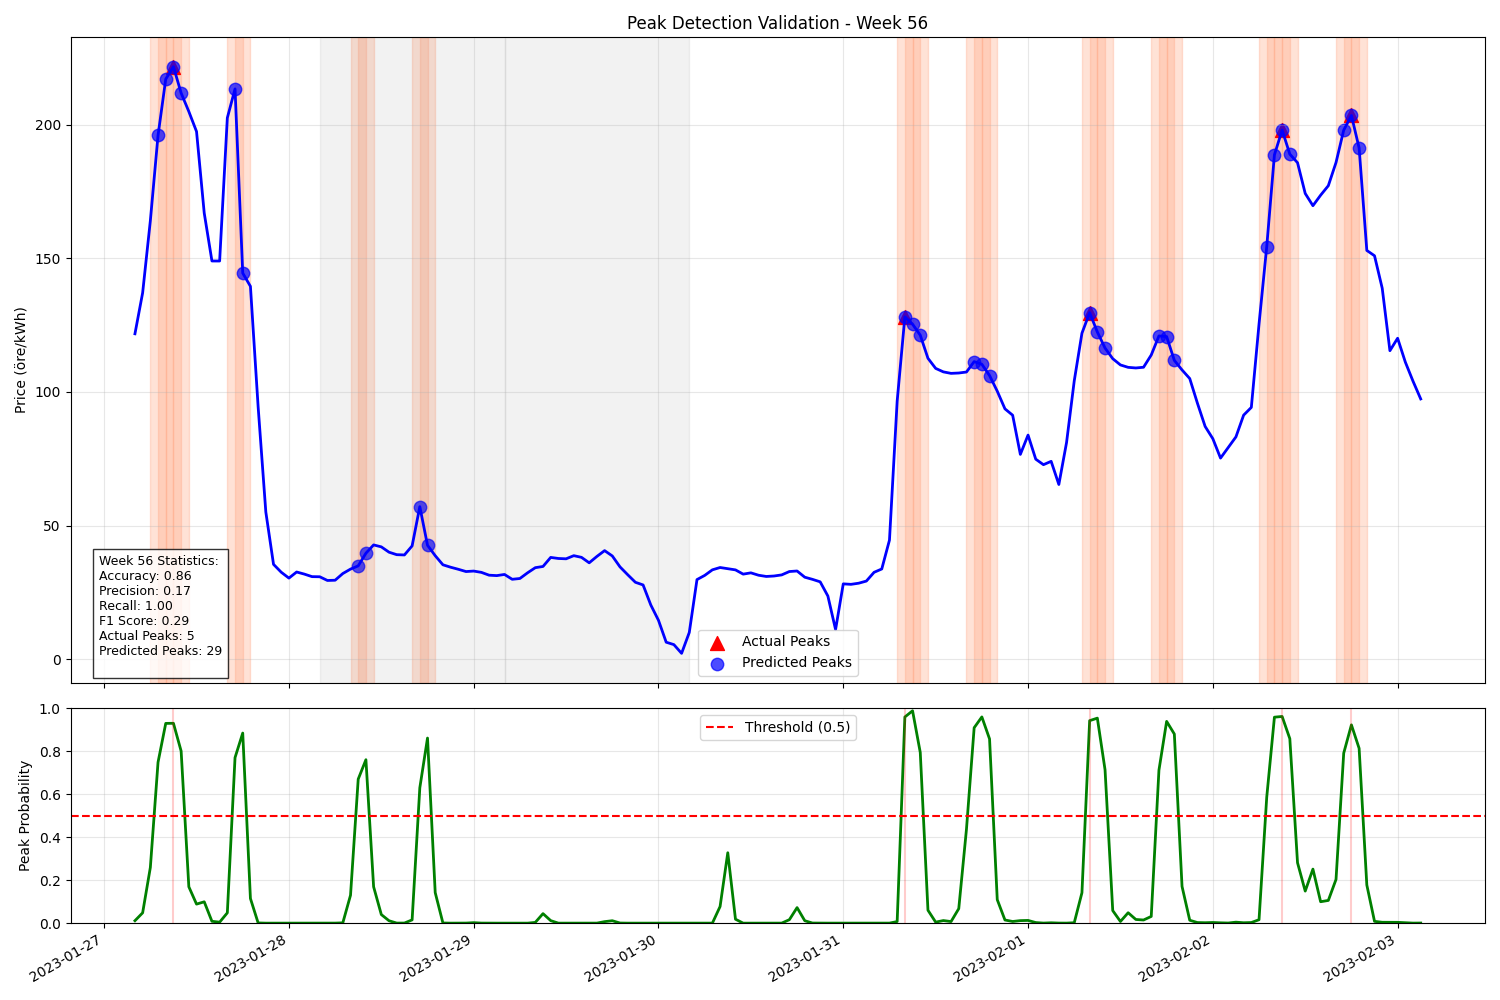 Peak Detection Validation - Week 56
Price (öre/kWh)
200
150
100
50
0
Week 56 Statistics:
Accuracy: 0.86
Precision: 0.17
Recall: 1.00
F1 Score: 0.29
Actual Peaks: 5
Predicted Peaks: 29
Actual Peaks
Predicted Peaks
Peak Probability
1.0
0.8
0.6
0.4
0.2
0.0
Threshold (0.5)
2023-01-27
2023-01-28
2023-01-29
2023-01-30
2023-01-31
2023-02-01
2023-02-02
2023-02-03